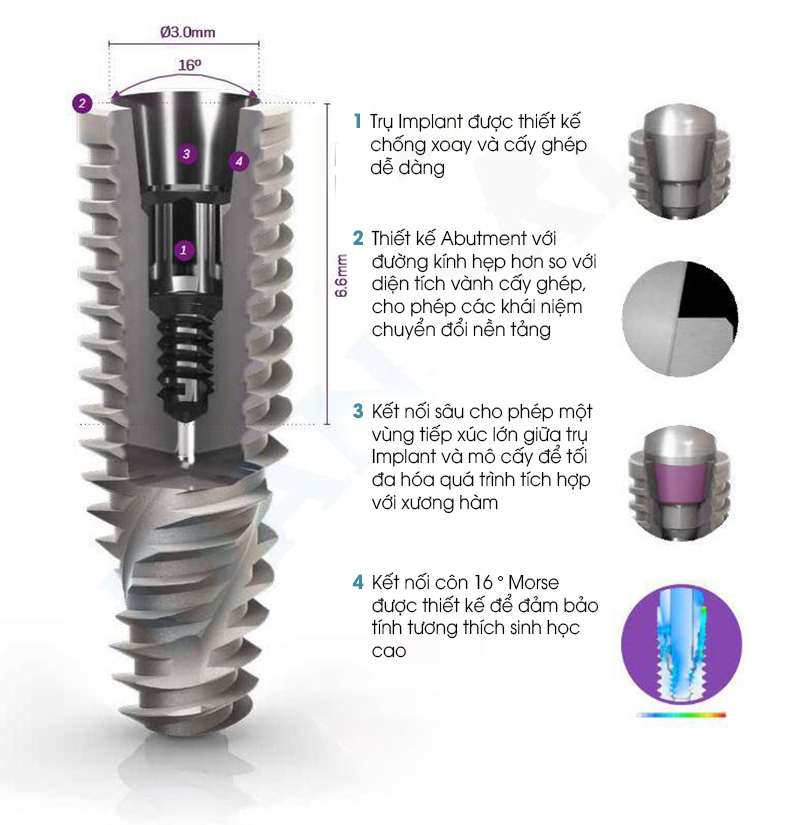 Ø3.0mm
16º
2
3
4
1
6.6mm
1 Trụ Implant được thiết kế
chống xoay và cấy ghép
dễ dàng
2 Thiết kế Abutment với
đường kính hẹp hơn so với
diện tích vành cấy ghép,
cho phép các khái niệm
chuyển đổi nền tảng
3 Kết nối sâu cho phép một
vùng tiếp xúc lớn giữa trụ
Implant và mô cấy để tối
đa hóa quá trình tích hợp
với xương hàm
4 Kết nối côn 16 º Morse
được thiết kế để đảm bảo
tính tương thích sinh học
cao